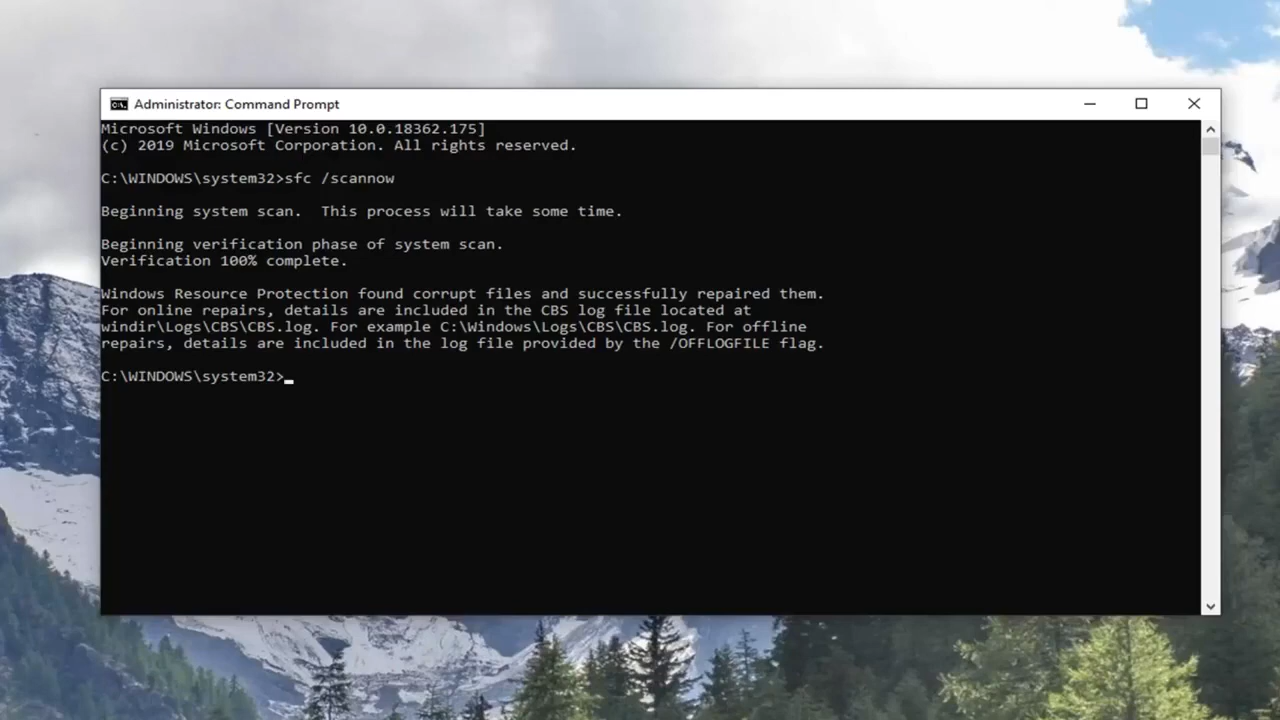 Administrator: Command Prompt
Microsoft Windows [Version 10.0.18362.175]
(c) 2019 Microsoft Corporation. All rights reserved.
C:\WINDOWS\system32>sfc /scannow
Beginning system scan.  This process will take some time.
Beginning verification phase of system scan.
Verification 100% complete.
Windows Resource Protection found corrupt files and successfully repaired them.
For online repairs, details are included in the CBS log file located at
windir\Logs\CBS\CBS.log. For example C:\Windows\Logs\CBS\CBS.log. For offline
repairs, details are included in the log file provided by the /OFFLOGFILE flag.
C:\WINDOWS\system32>